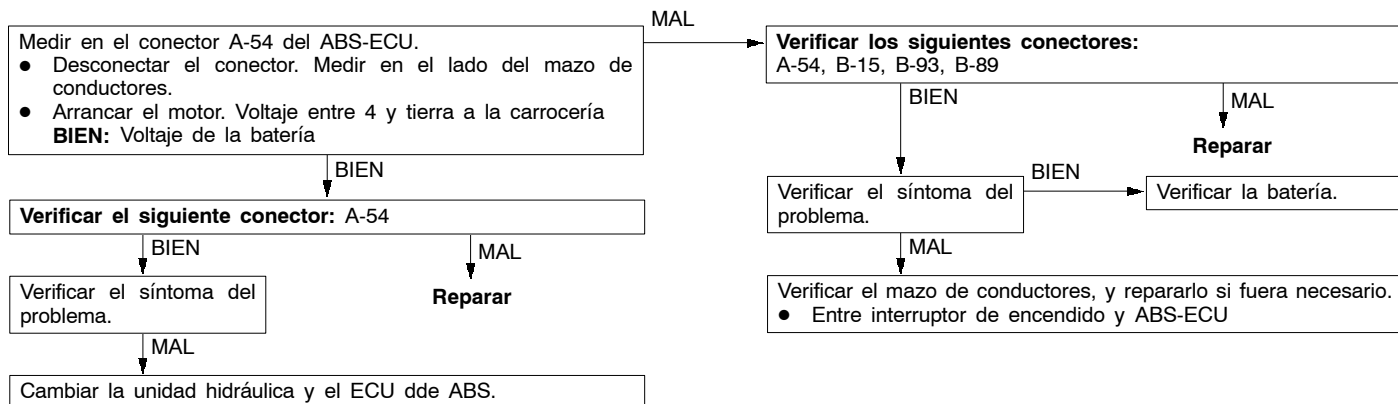 Medir en el conector A-54 del ABS-ECU.
● Desconectar el conector. Medir en el lado del mazo de
conductores.
● Arrancar el motor. Voltaje entre 4 y tierra a la carrocería
BIEN: Voltaje de la batería
MAL
Verificar los siguientes conectores:
A-54, B-15, B-93, B-89
BIEN
MAL
Reparar
BIEN
Verificar el siguiente conector: A-54
Verificar el síntoma del
problema.
BIEN
Verificar la batería.
BIEN
MAL
MAL
Verificar el síntoma del
problema.
Reparar
Verificar el mazo de conductores, y repararlo si fuera necesario.
● Entre interruptor de encendido y ABS-ECU
MAL
Cambiar la unidad hidráulica y el ECU dde ABS.